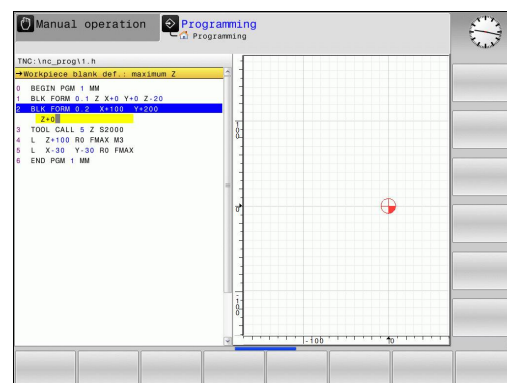 Manual operation
Programming
Programming
TNC:\nc_prog\1.h
→Workpiece blank def.: maximum Z
0 BEGIN PGM 1 MM
1 BLK FORM 0.1 Z X+0 Y+0 Z-20
2 BLK FORM 0.2 X+100 Y+200
Z+0
3 TOOL CALL 5 Z S2000
4 L Z+100 R0 FMAX M3
5 L X-30 Y-30 R0 FMAX
6 END PGM 1 MM
0
-100
-100
0